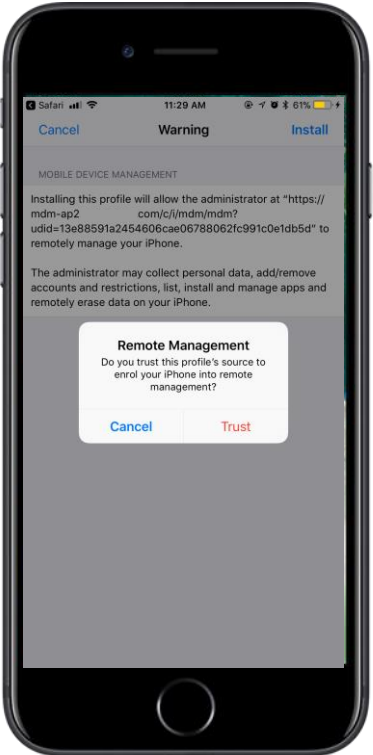 Safari 11:29 AM 61%
Cancel Warning Install
MOBILE DEVICE MANAGEMENT
Installing this profile will allow the administrator at “https://
mdm-ap2 com/c/i/mdm/mdm?
udid=13e88591a2454606cae06788062fc991c0e1db5d” to
remotely manage your iPhone.
The administrator may collect personal data, add/remove
accounts and restrictions, list, install and manage apps and
remotely erase data on your iPhone.
Remote Management
Do you trust this profile’s source to
enrol your iPhone into remote
management?
Cancel Trust